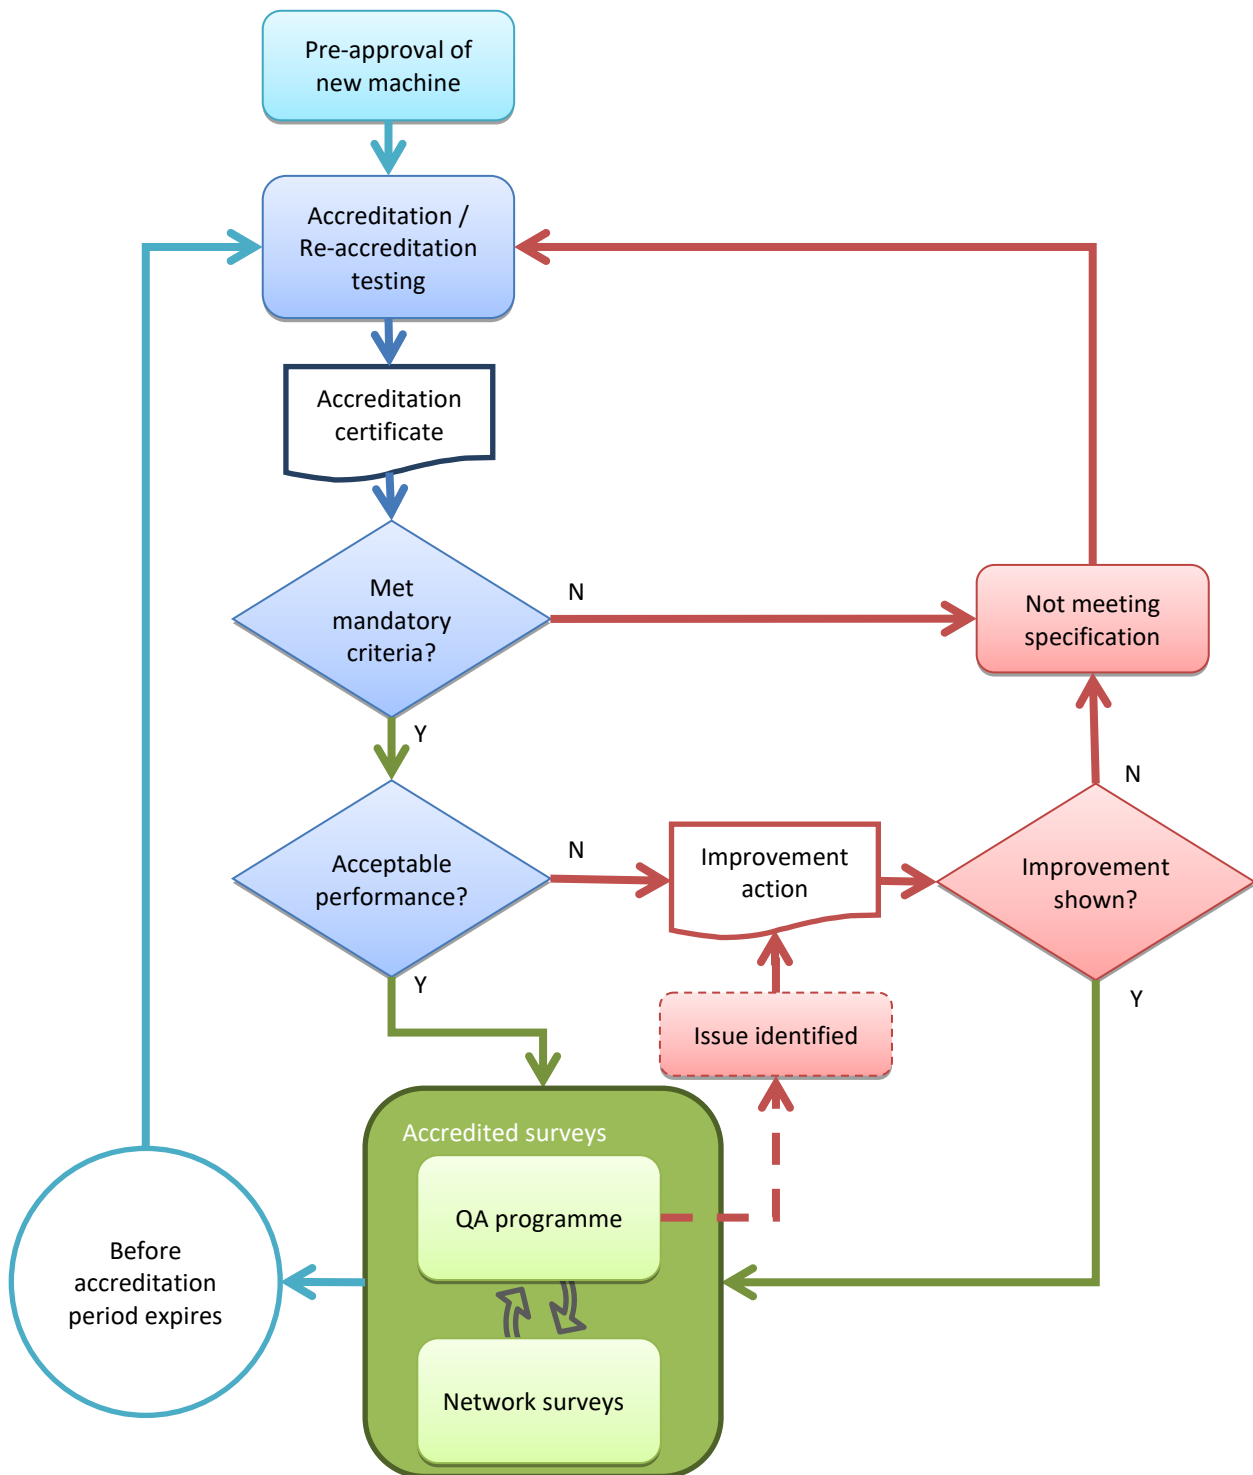 Pre-approval of
new machine
Accreditation /
Re-accreditation
testing
Accreditation
certificate
Met
mandatory
criteria?
N
Not meeting
specification
Y
N
Acceptable
performance?
N
Improvement
action
Improvement
shown?
Y
Y
Issue identified
Accredited surveys
QA programme
Before
accreditation
period expires
Network surveys